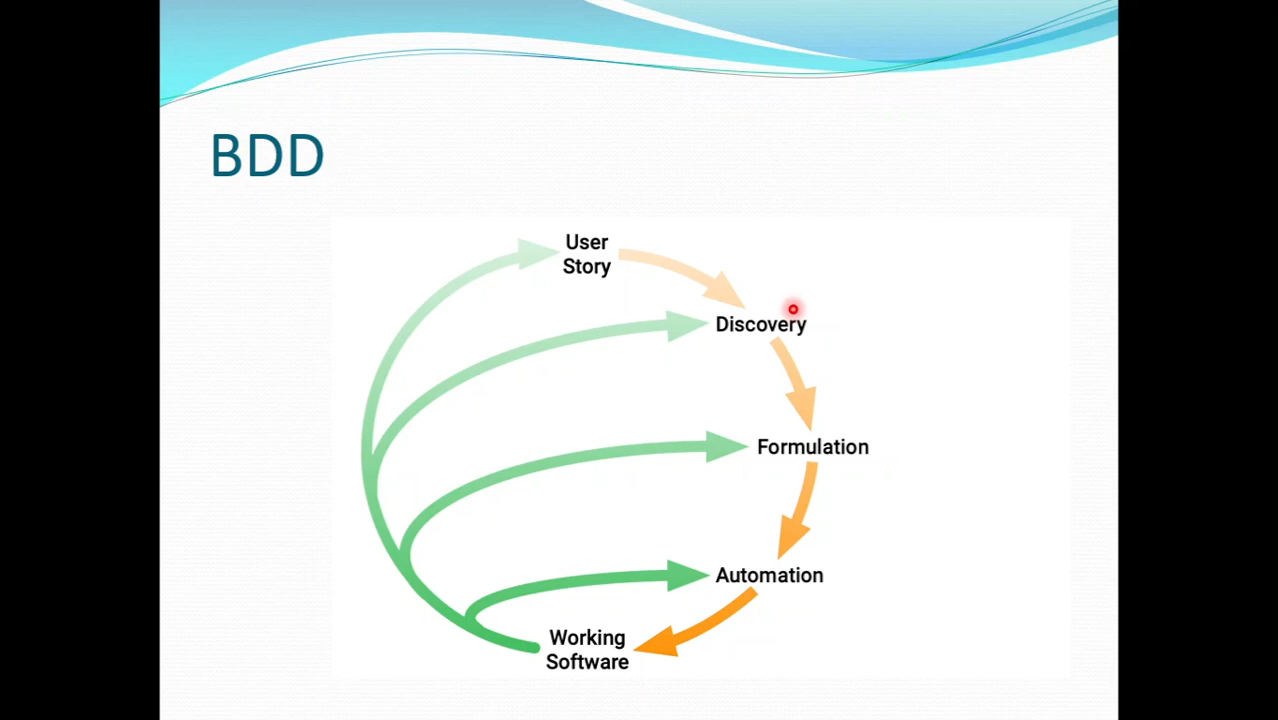 BDD
User
Story
Discovery
Formulation
Automation
Working
Software